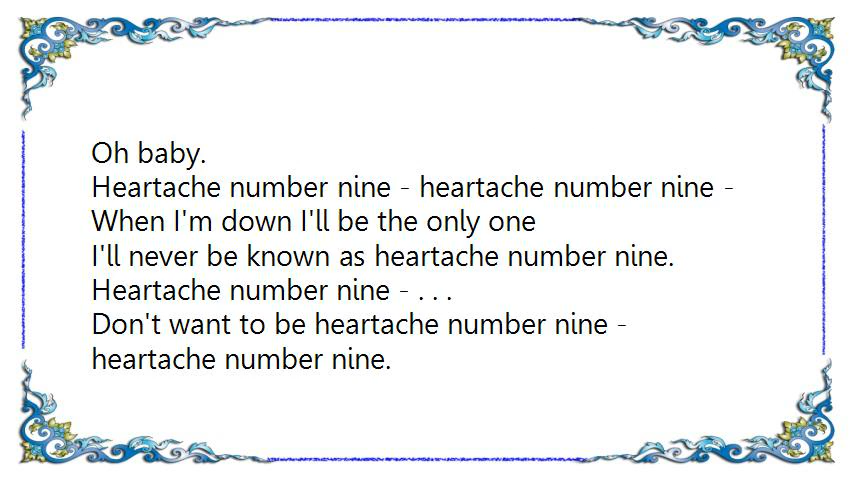 Oh baby.
Heartache number nine - heartache number nine -
When I'm down I'll be the only one
I'll never be known as heartache number nine.
Heartache number nine - . . .
Don't want to be heartache number nine -
heartache number nine.